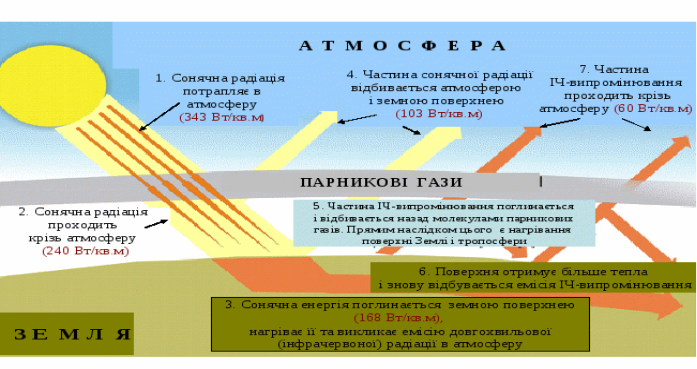 АТМОСФЕРА
1. Сонячна радіація
потрапляє в
атмосферу
(343 Вт/кв.м)
4. Частина сонячної радіації
відбивається атмосферою
і земною поверхнею
(103 Вт/кв.м)
7. Частина
ІЧ-випромінювання
проходить крізь
атмосферу (60 Вт/кв.м)
ПАРНИКОВІ ГАЗИ
2. Сонячна радіація
проходить
крізь атмосферу
(240 Вт/кв.м)
5. Частина ІЧ-випромінювання поглинається
і відбивається назад молекулами парникових
газів. Прямим наслідком цього є нагрівання
поверхні Землі і тропосфери
6. Поверхня отримує більше тепла
і знову відбувається емісія ІЧ-випромінювання
3. Сонячна енергія поглинається земною поверхнею
(168 Вт/кв.м),
нагріває її та викликає емісію довгохвильової
(інфрачервоної) радіації в атмосферу
ЗЕМЛЯ